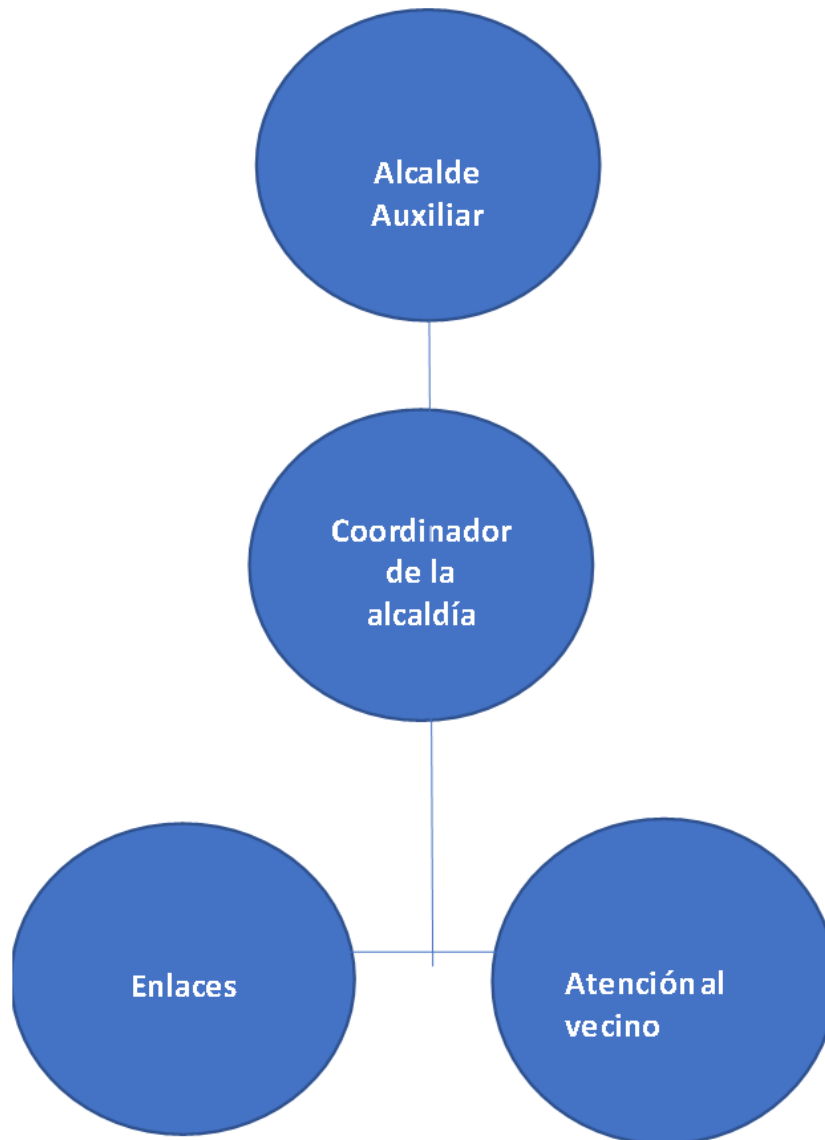 Alcalde
Auxiliar
Coordinador
de la
alcaldía
Enlaces
Atención al
vecino